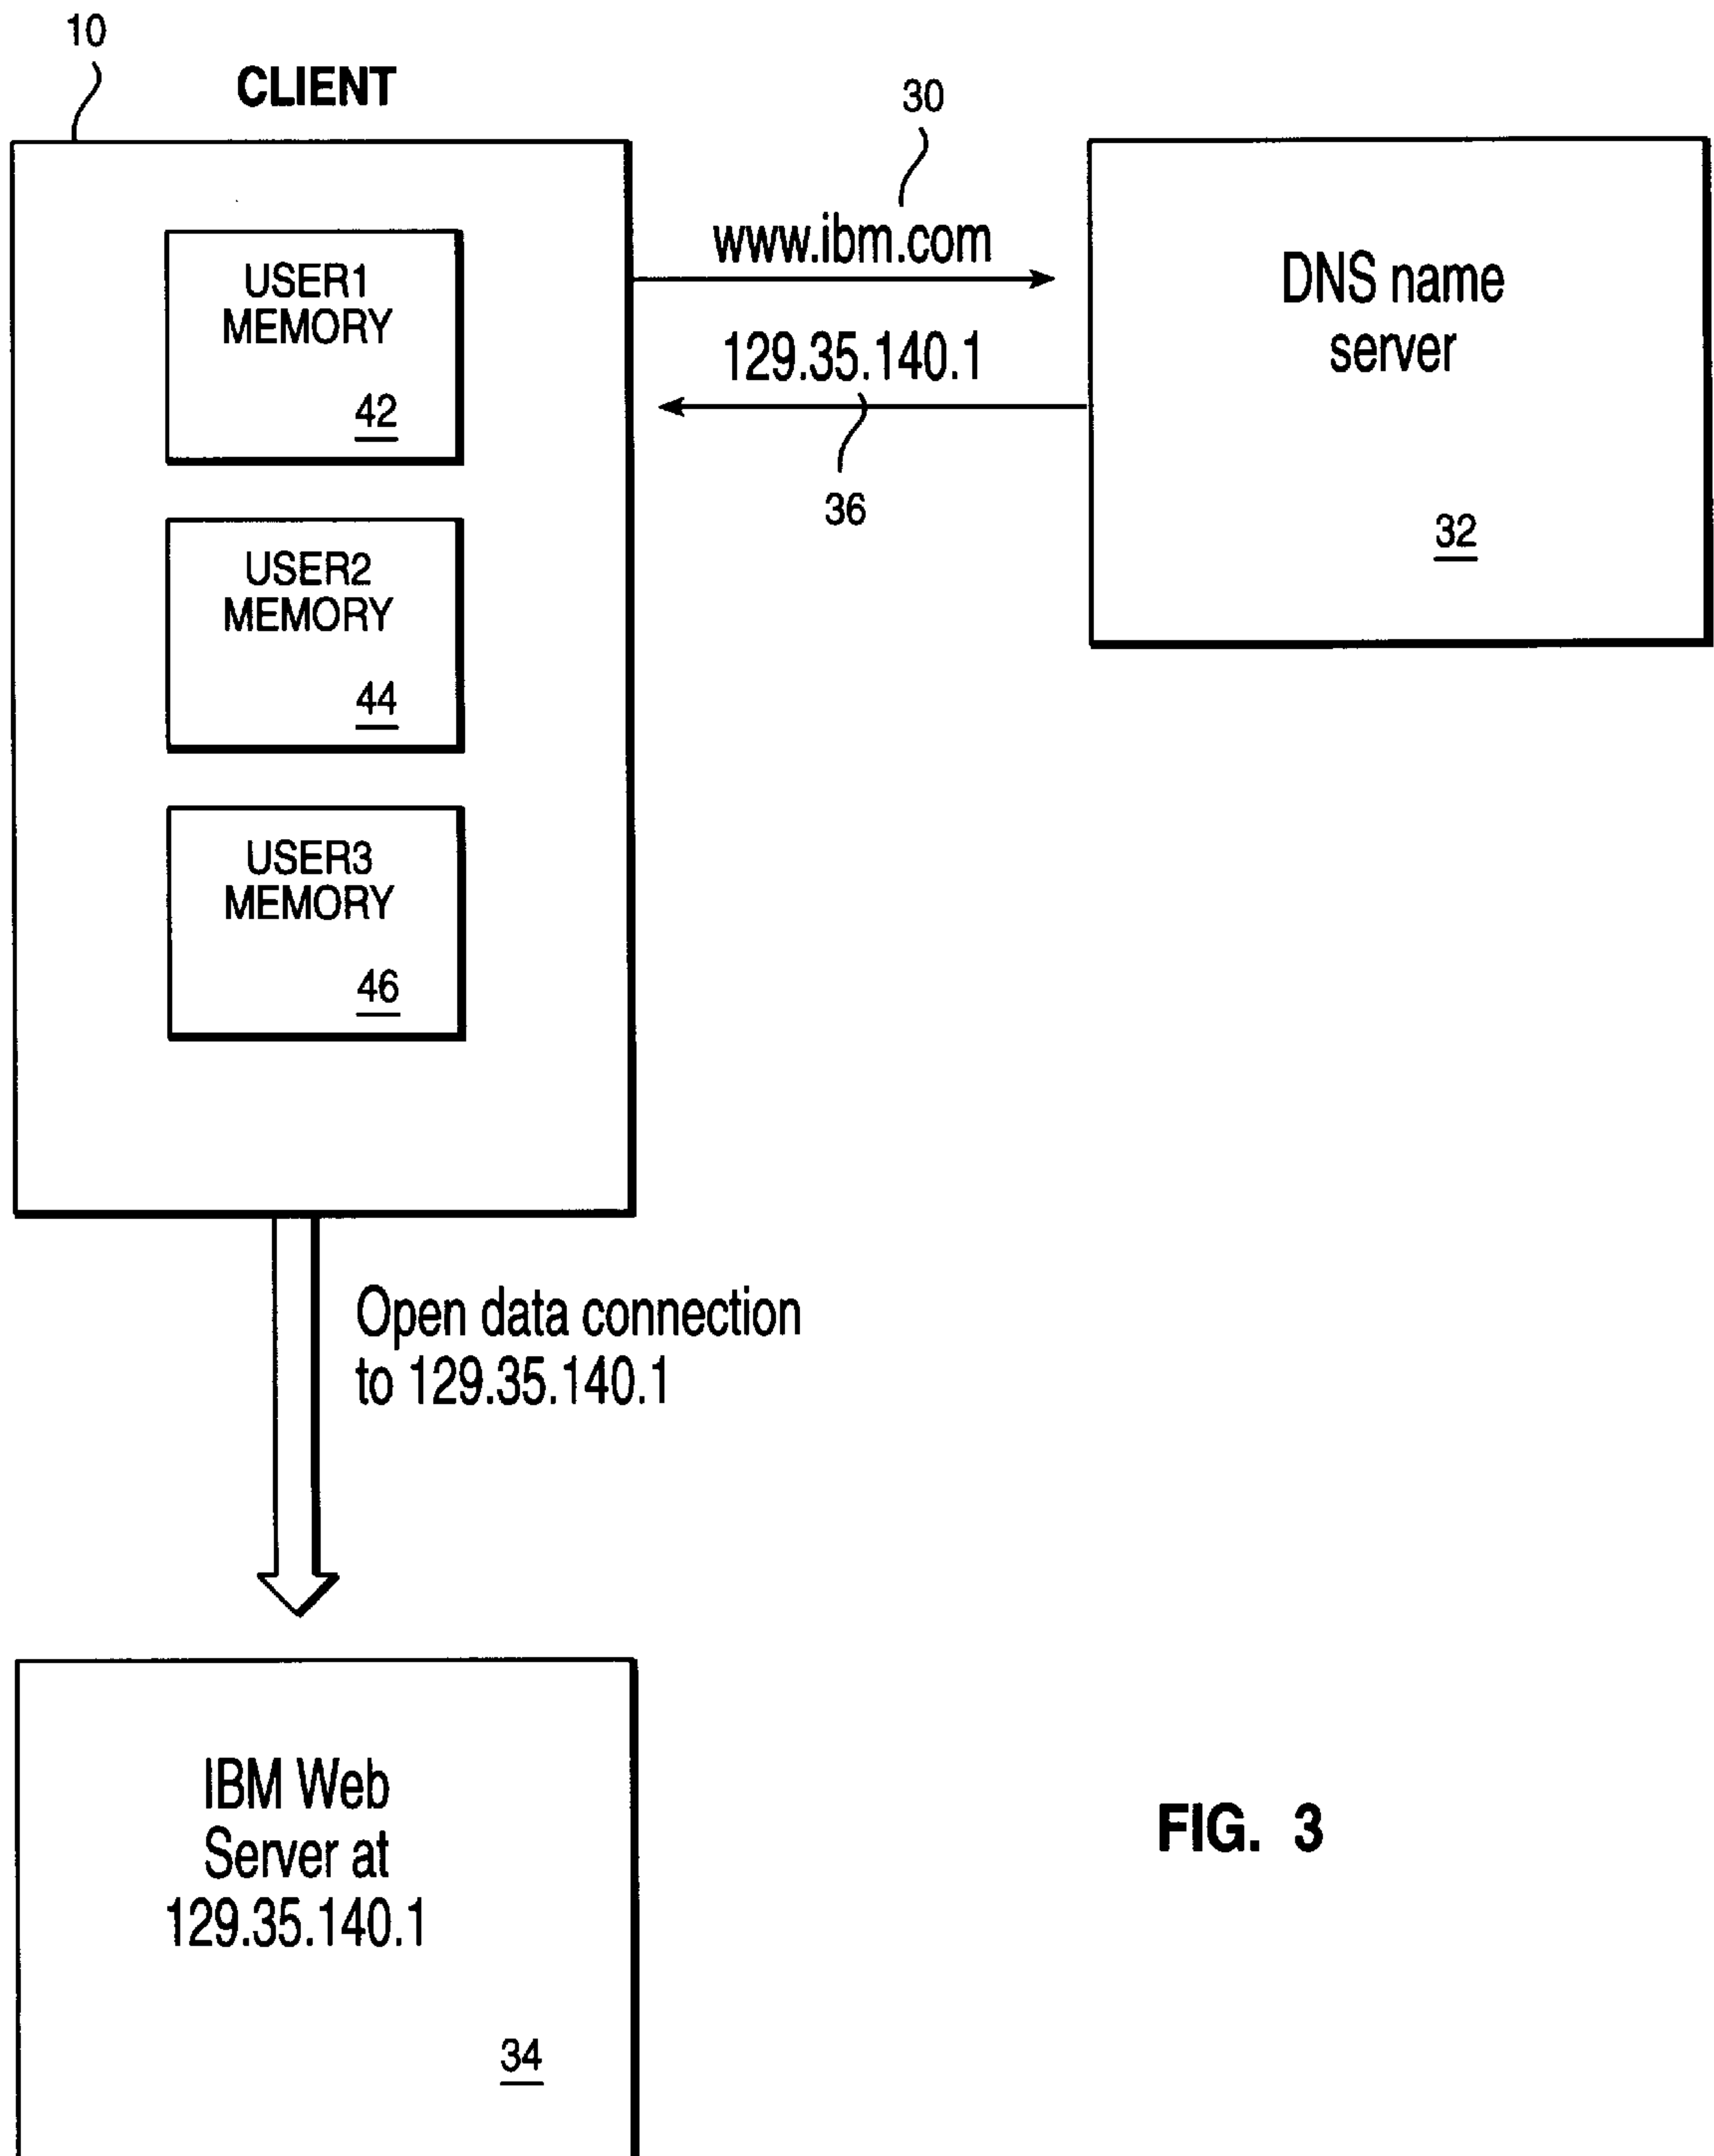 10
CLIENT
30
www.ibm.com
129.35.140.1
36
DNS name
server
32
USER1
MEMORY
42
USER2
MEMORY
44
USER3
MEMORY
46
Open data connection
to 129.35.140.1
IBM Web
Server at
129.35.140.1
34
FIG. 3